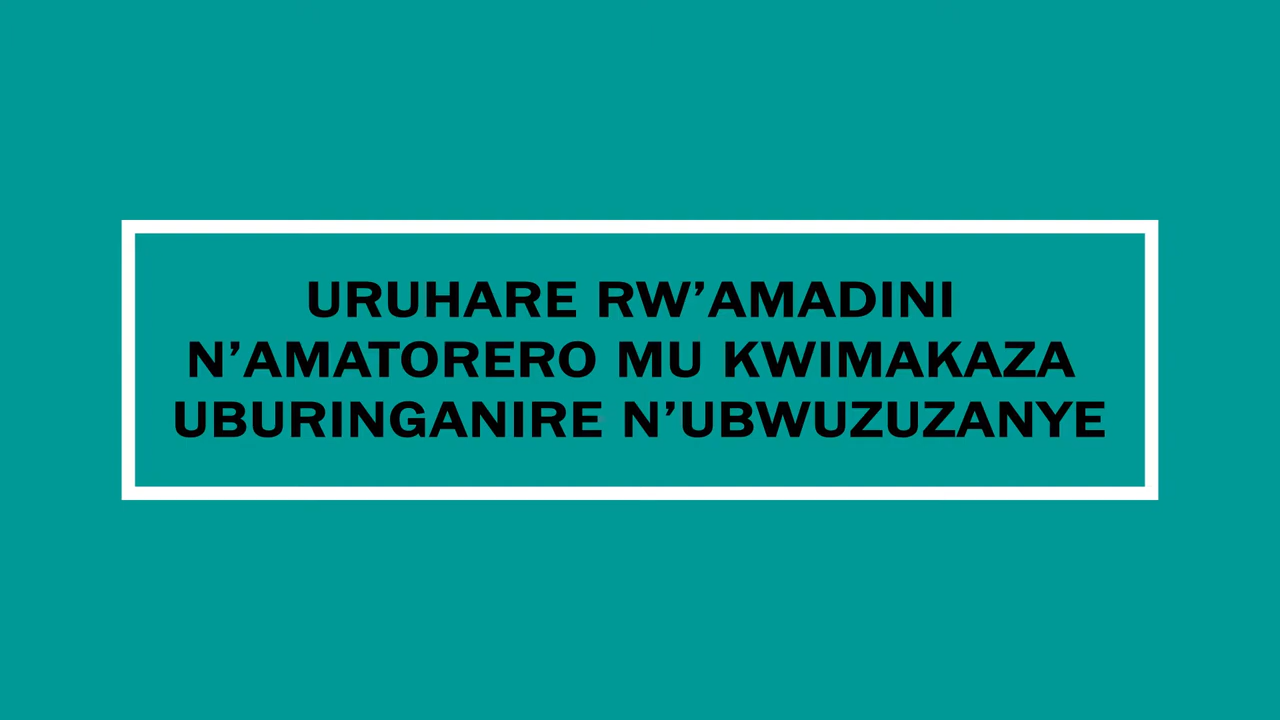 URUHARE RW’AMADINI
N’AMATORERO MU KWIMAKAZA
UBURINGANIRE N’UBWUZUZANYE